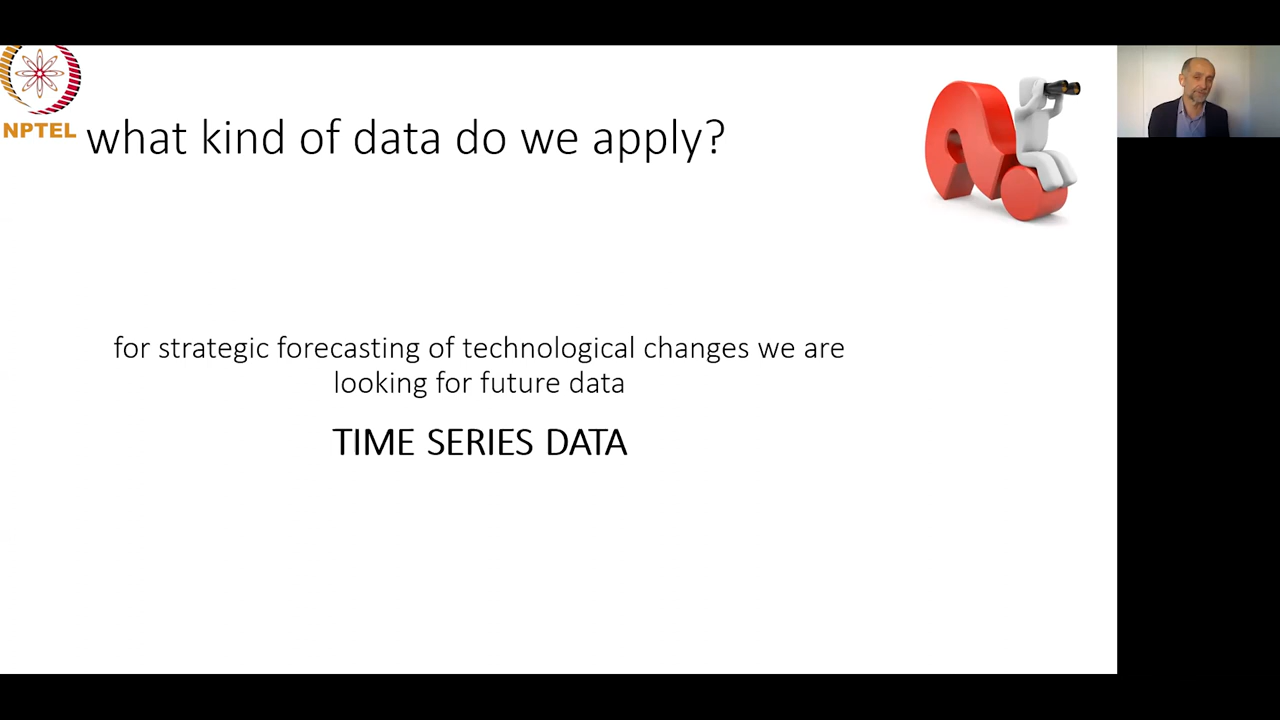 NPTEL
what kind of data do we apply?
for strategic forecasting of technological changes we are
looking for future data
TIME SERIES DATA